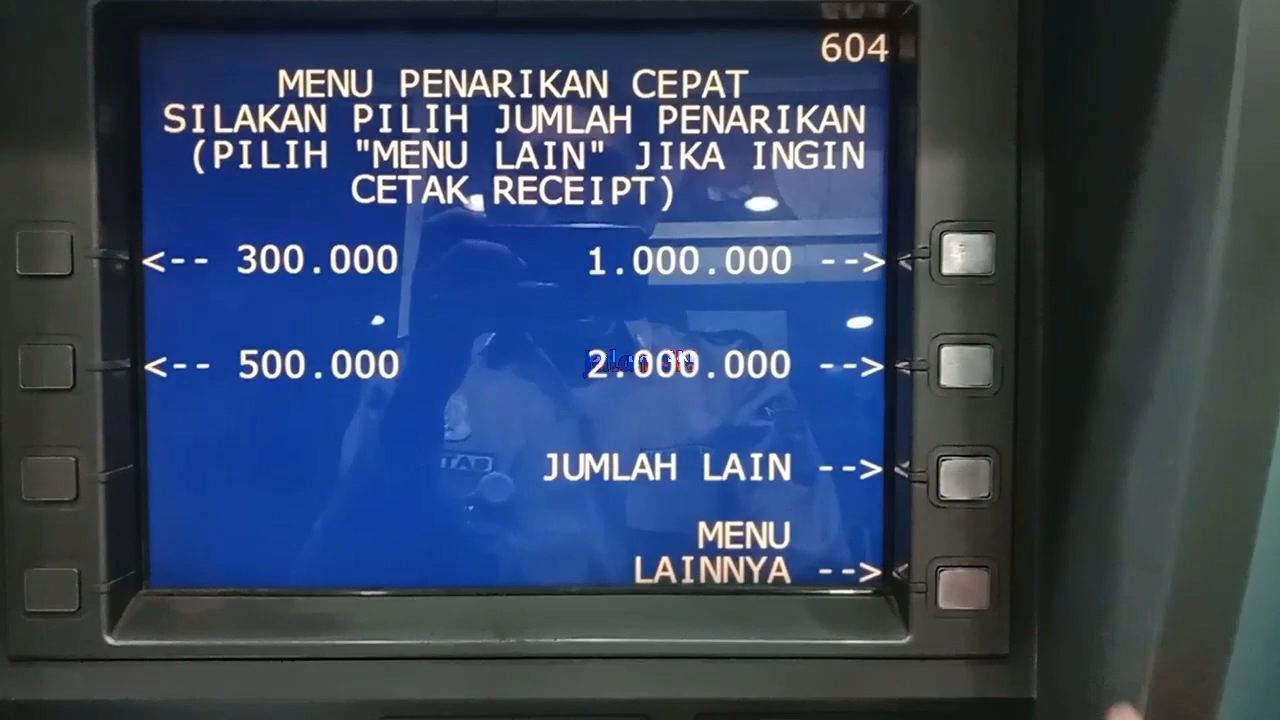 604
MENU PENARIKAN CEPAT
SILAKAN PILIH JUMLAH PENARIKAN
(PILIH "MENU LAIN" JIKA INGIN
CETAK RECEIPT)
<-- 300.000 1.000.000 -->
<-- 500.000 2.000.000 -->
JUMLAH LAIN -->
MENU
LAINNYA -->